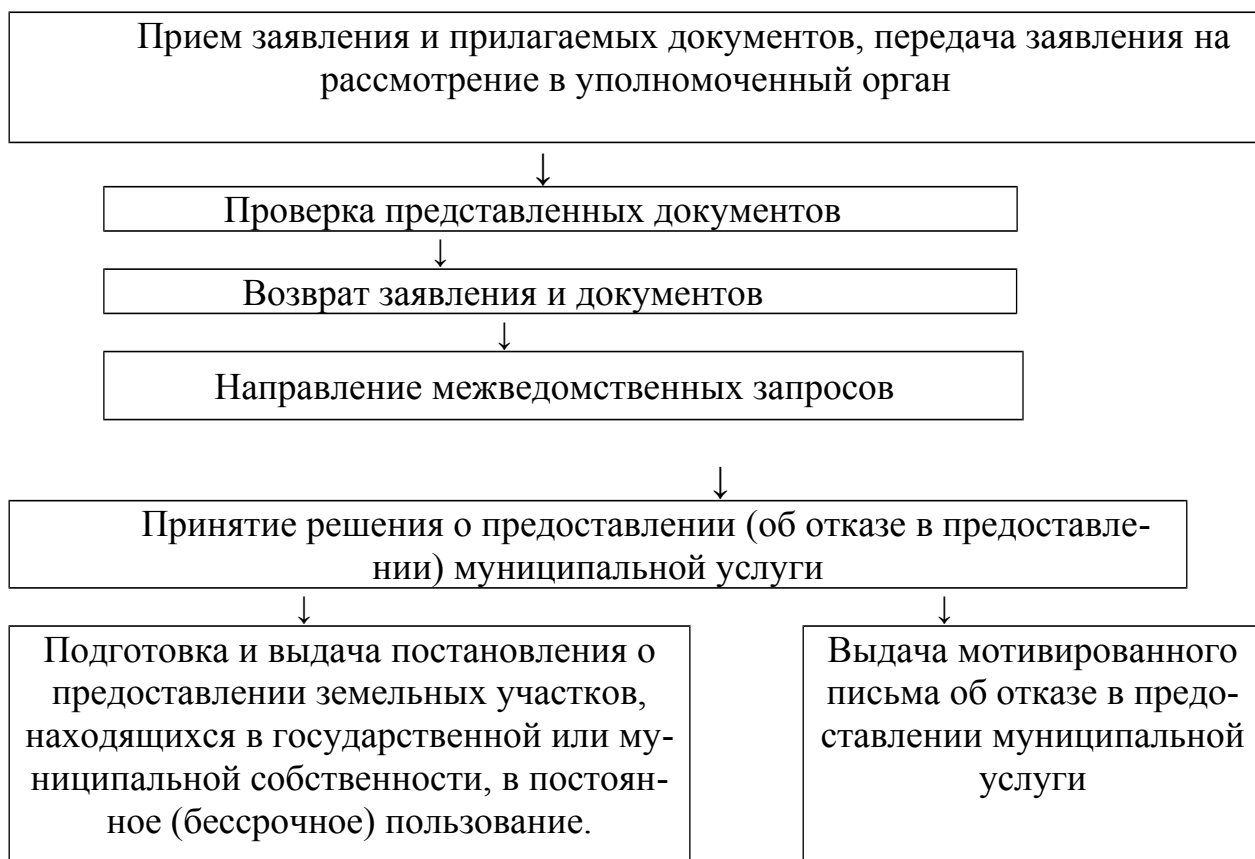 Прием заявления и прилагаемых документов, передача заявления на
рассмотрение в уполномоченный орган
↓
Проверка представленных документов
↓
Возврат заявления и документов
↓
Направление межведомственных запросов
↓
Принятие решения о предоставлении (об отказе в предоставле-
нии) муниципальной услуги
↓ ↓
Подготовка и выдача постановления о
предоставлении земельных участков,
находящихся в государственной или му-
ниципальной собственности, в постоян-
ное (бессрочное) пользование.
Выдача мотивированного
письма об отказе в предо-
ставлении муниципальной
услуги